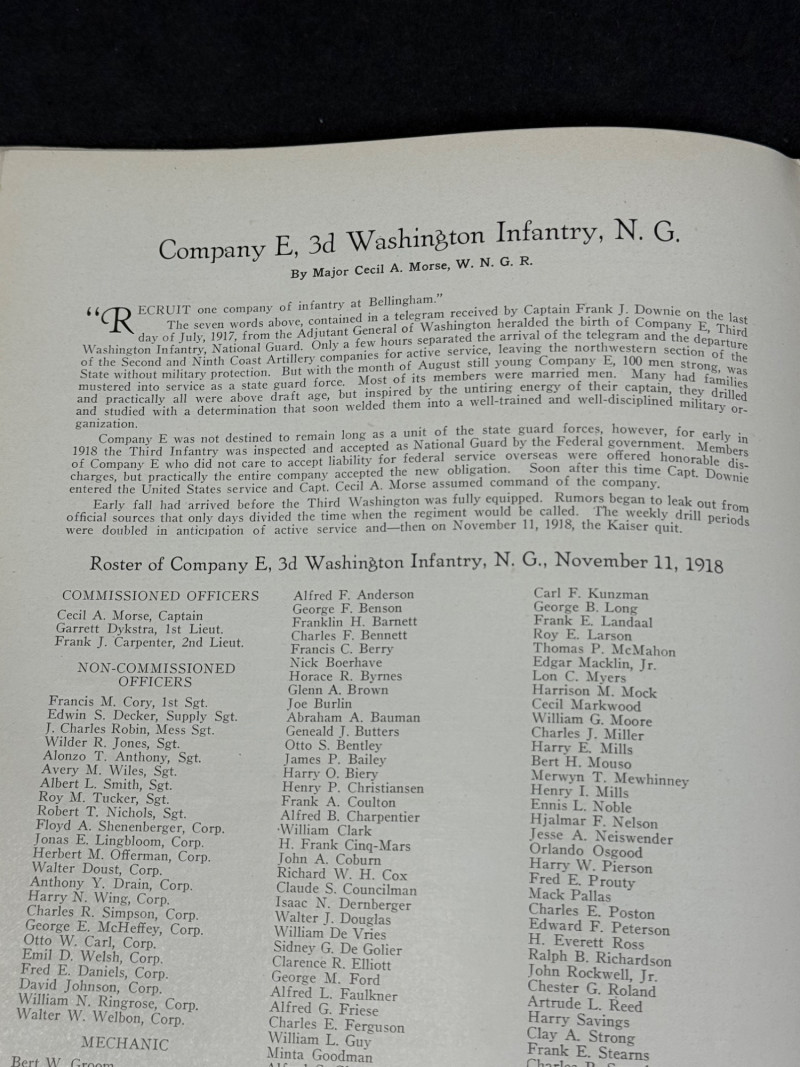 Company E, 3d Washington Infantry, N. G.
By Major Cecil A. Morse, W. N. G. R.
“RECRUIT one company of infantry at Bellingham.”
The seven words above, contained in a telegram received by Captain Frank J. Downie on the last
day of July, 1917, from the Adjutant General of Washington heralded the birth of Company E, Third
Washington Infantry, National Guard. Only a few hours separated the arrival of the telegram and the departure
of the Second and Ninth Coast Artillery companies for active service, leaving the northwestern section of the
State without military protection. But with the month of August still young Company E, 100 men strong, was
mustered into service as a state guard force. Most of its members were married men. Many had families
and practically all were above draft age, but inspired by the untiring energy of their captain, they drilled
and studied with a determination that soon welded them into a well-trained and well-disciplined military or-
ganization.
Company E was not destined to remain long as a unit of the state guard forces, however, for early in
1918 the Third Infantry was inspected and accepted as National Guard by the Federal government. Members
of Company E who did not care to accept liability for federal service overseas were offered honorable dis-
charges, but practically the entire company accepted the new obligation. Soon after this time Capt. Downie
entered the United States service and Capt. Cecil A. Morse assumed command of the company.
Early fall had arrived before the Third Washington was fully equipped. Rumors began to leak out from
official sources that only days divided the time when the regiment would be called. The weekly drill periods
were doubled in anticipation of active service and—then on November 11, 1918, the Kaiser quit.
Roster of Company E, 3d Washington Infantry, N. G., November 11, 1918
COMMISSIONED OFFICERS
Cecil A. Morse, Captain
Garrett Dykstra, 1st Lieut.
Frank J. Carpenter, 2nd Lieut.
NON-COMMISSIONED
OFFICERS
Francis M. Cory, 1st Sgt.
Edwin S. Decker, Supply Sgt.
J. Charles Robin, Mess Sgt.
Wilder R. Jones, Sgt.
Alonzo T. Anthony, Sgt.
Avery M. Wiles, Sgt.
Albert L. Smith, Sgt.
Roy M. Tucker, Sgt.
Robert T. Nichols, Sgt.
Floyd A. Shenenberger, Corp.
Jonas E. Lingbloom, Corp.
Herbert M. Offerman, Corp.
Walter Doust, Corp.
Anthony Y. Drain, Corp.
Harry N. Wing, Corp.
Charles R. Simpson, Corp.
George E. McHeffey, Corp.
Otto W. Carl, Corp.
Emil D. Welsh, Corp.
Fred E. Daniels, Corp.
David Johnson, Corp.
William N. Ringrose, Corp.
Walter W. Welbon, Corp.
MECHANIC
Bert W. Groom
Alfred F. Anderson
George F. Benson
Franklin H. Barnett
Charles F. Bennett
Francis C. Berry
Nick Boerhave
Horace R. Byrnes
Glenn A. Brown
Joe Burlin
Abraham A. Bauman
Geneald J. Butters
Otto S. Bentley
James P. Bailey
Harry O. Biery
Henry P. Christiansen
Frank A. Coulton
Alfred B. Charpentier
William Clark
H. Frank Cinq-Mars
John A. Coburn
Richard W. H. Cox
Claude S. Councilman
Isaac N. Dernberger
Walter J. Douglas
William De Vries
Sidney G. De Golier
Clarence R. Elliott
George M. Ford
Alfred L. Faulkner
Alfred G. Friese
Charles E. Ferguson
William L. Guy
Minta Goodman
Carl F. Kunzman
George B. Long
Frank E. Landaal
Roy E. Larson
Thomas P. McMahon
Edgar Macklin, Jr.
Lon C. Myers
Harrison M. Mock
Cecil Markwood
William G. Moore
Charles J. Miller
Harry E. Mills
Bert H. Mouso
Merwyn T. Mewhinney
Henry I. Mills
Ennis L. Noble
Hjalmar F. Nelson
Jesse A. Neiswender
Orlando Osgood
Harry W. Pierson
Fred E. Prouty
Mack Pallas
Charles E. Poston
Edward F. Peterson
H. Everett Ross
Ralph B. Richardson
John Rockwell, Jr.
Chester G. Roland
Artrude L. Reed
Harry Savings
Clay A. Strong
Frank E. Stearns